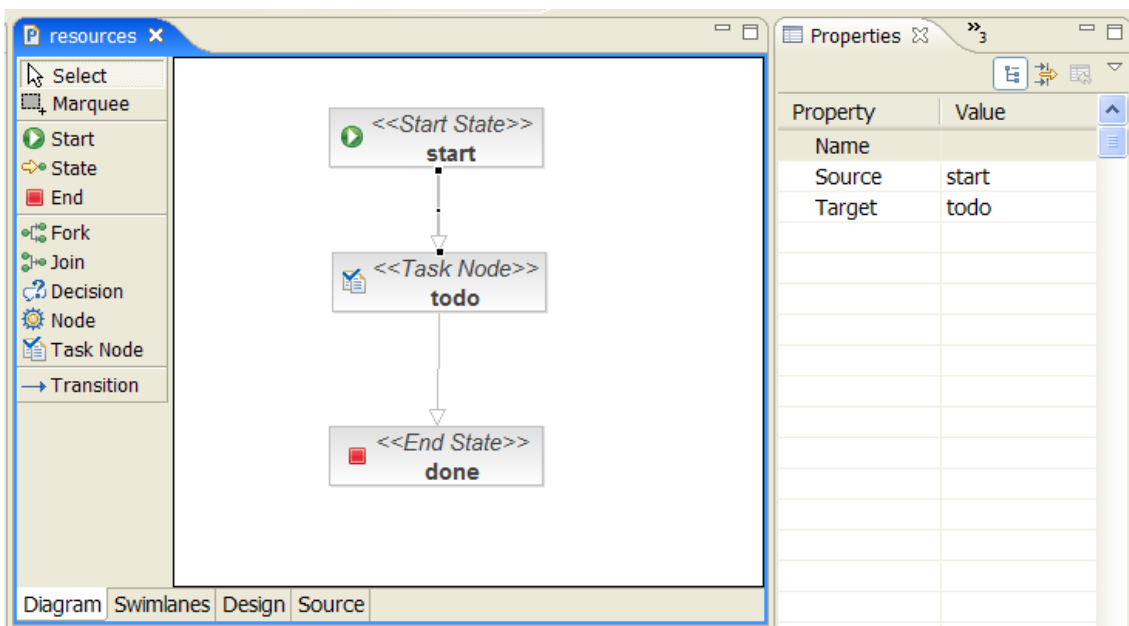 resources
Select
Marquee
Start
State
End
Fork
Join
Decision
Node
Task Node
Transition
<<Start State>>
start
<<Task Node>>
todo
<<End State>>
done
Diagram Swimlanes Design Source
Properties »3
Property Value
Name
Source start
Target todo